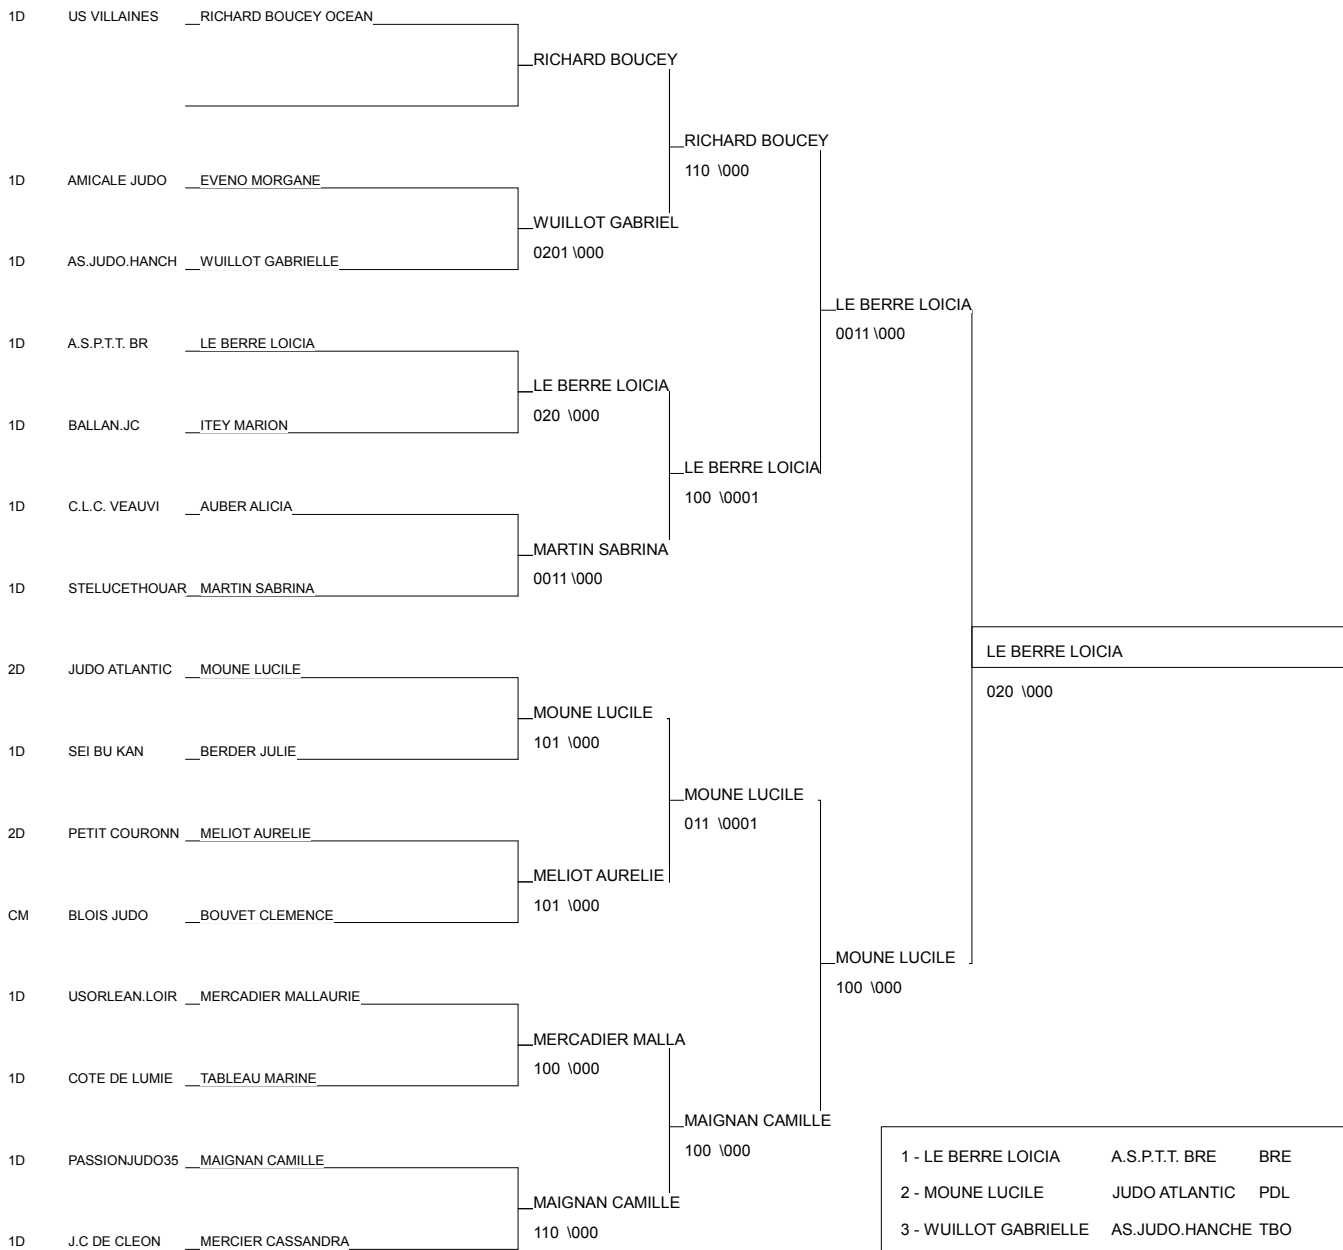 1D US VILLAINES RICHARD BOUCEY OCEAN
RICHARD BOUCEY
RICHARD BOUCEY
110 \000
1D AMICALE JUDO EVENO MORGANE
WUILLOT GABRIEL
0201 \000
1D AS.JUDO.HANCH WUILLOT GABRIELLE
LE BERRE LOICIA
0011 \000
1D A.S.P.T.T. BR LE BERRE LOICIA
LE BERRE LOICIA
020 \000
1D BALLAN.JC ITEY MARION
LE BERRE LOICIA
100 \0001
1D C.L.C. VEAUVI AUBER ALICIA
MARTIN SABRINA
0011 \000
1D STELUCETHOUAR MARTIN SABRINA
LE BERRE LOICIA
020 \000
2D JUDO ATLANTIC MOUNE LUCILE
MOUNE LUCILE
101 \000
1D SEI BU KAN BERDER JULIE
MOUNE LUCILE
011 \0001
2D PETIT COURONN MELIOT AURELIE
MELIOT AURELIE
101 \000
CM BLOIS JUDO BOUVET CLEMENCE
MOUNE LUCILE
100 \000
1D USORLEAN.LOIR MERCADIER MALLAURIE
MERCADIER MALLA
100 \000
1D COTE DE LUMIE TABLEAU MARINE
MAIGNAN CAMILLE
100 \000
1D PASSIONJUDO35 MAIGNAN CAMILLE
MAIGNAN CAMILLE
110 \000
1D J.C DE CLEON MERCIER CASSANDRA
1 - LE BERRE LOICIA A.S.P.T.T. BRE BRE
2 - MOUNE LUCILE JUDO ATLANTIC PDL
3 - WUILLOT GABRIELLE AS.JUDO.HANCHE TBO